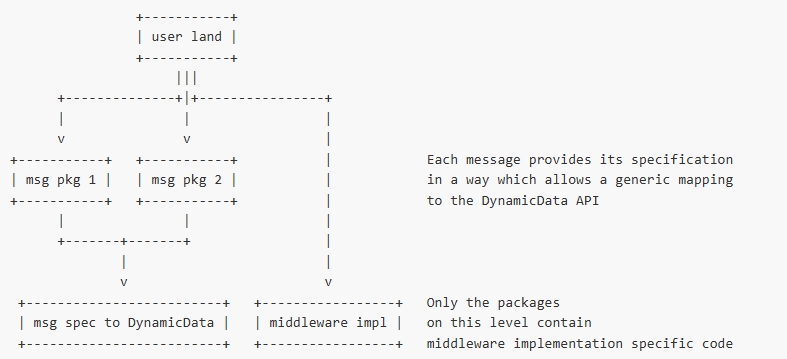 user land
msg pkg 1 msg pkg 2
Each message provides its specification
in a way which allows a generic mapping
to the DynamicData API
msg spec to DynamicData middleware impl
Only the packages
on this level contain
middleware implementation specific code